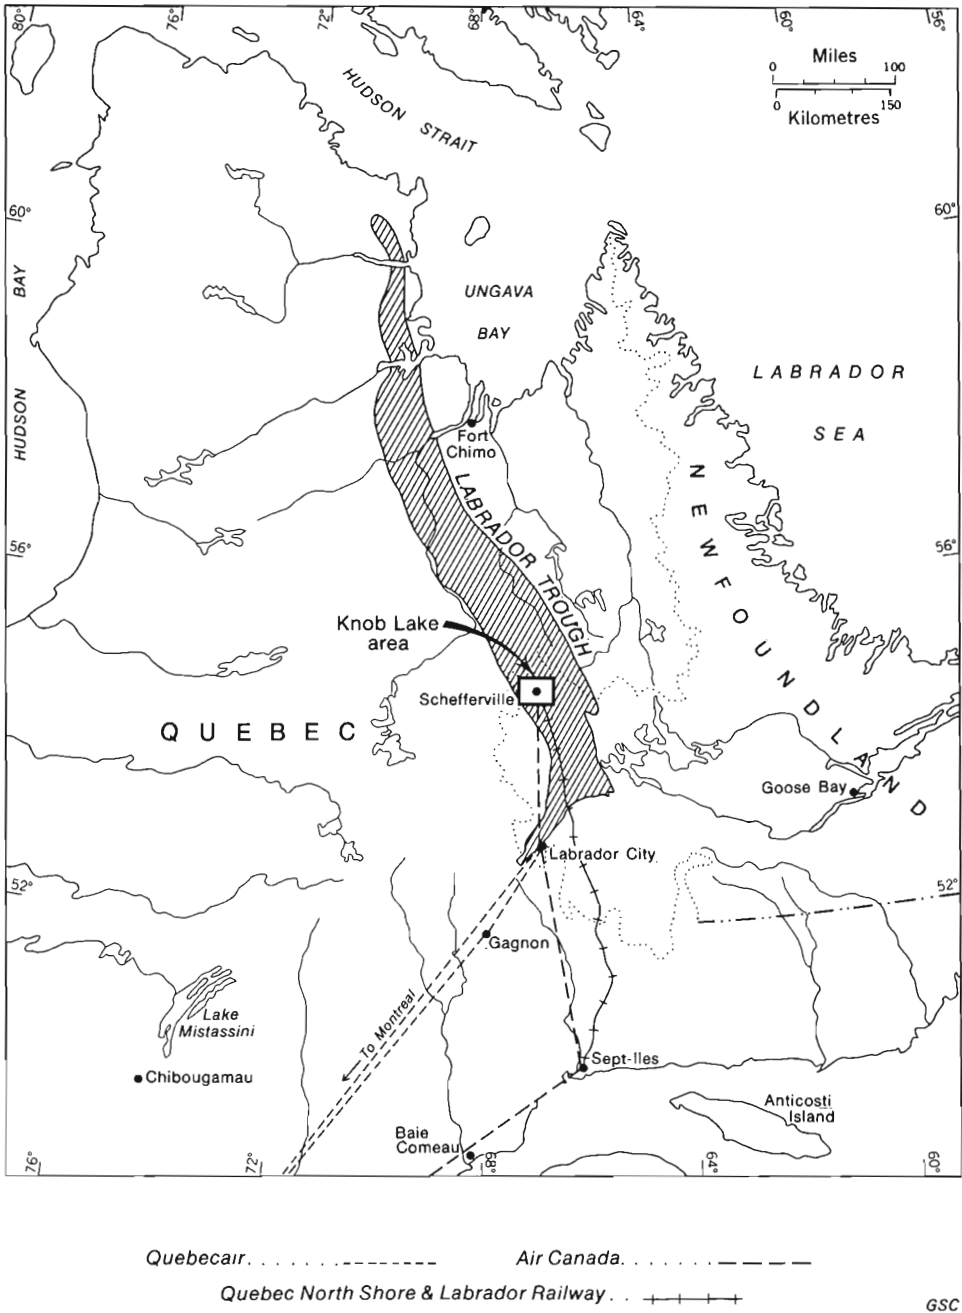 80°
76°
72°
68°
64°
60°
56°
Miles
0 100
0 150
Kilometres
HUDSON STRAIT
60°
60°
HUDSON BAY
UNGAVA
BAY
LABRADOR
SEA
Fort
Chimo
LABRADOR TROUGH
NEWFOUNDLAND
56°
56°
Knob Lake
area
Schefferville
QUEBEC
Goose Bay
Labrador City
52°
52°
Gagnon
Lake
Mistassini
To Montreal
Chibougamau
Sept-Iles
Anticosti
Island
Baie
Comeau
76°
72°
68°
64°
60°
Quebecair
Air Canada
Quebec North Shore & Labrador Railway
GSC